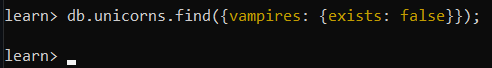 learn> db.unicorns.find({vampires: {exists: false}});
learn>